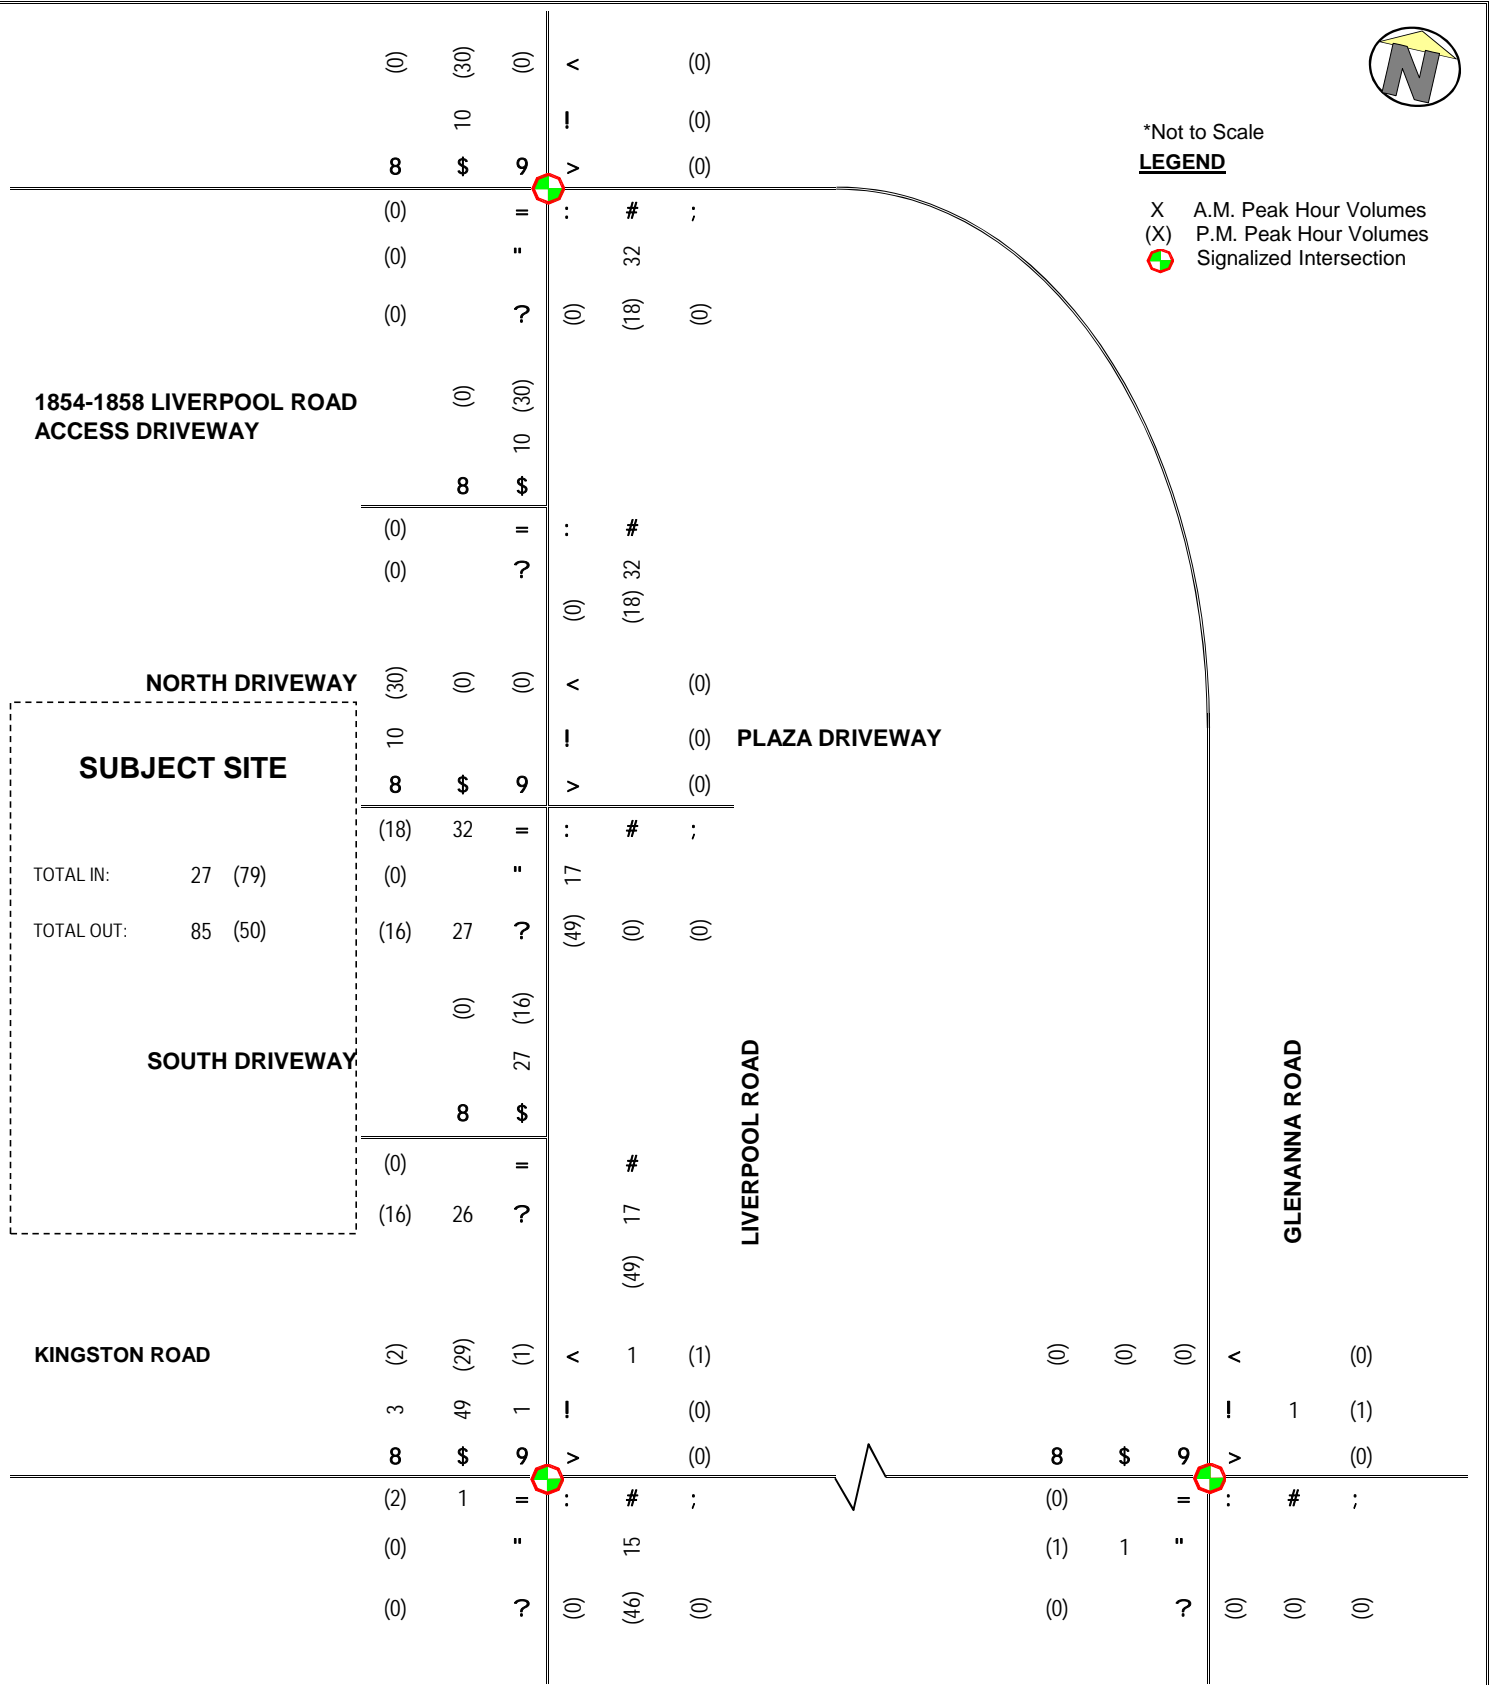 (0) (30) (0) < (0)
10 ! (0)
*Not to Scale
LEGEND
8 $ 9 > (0)
X A.M. Peak Hour Volumes
(X) P.M. Peak Hour Volumes
Signalized Intersection
(0) = : # ;
(0) " 32
(0) ? (0) (18) (0)
1854-1858 LIVERPOOL ROAD
ACCESS DRIVEWAY
(0) (30)
10
8 $
(0) = : #
(0) ? 32
(0) (18)
NORTH DRIVEWAY (30) (0) (0) < (0)
10 ! (0) PLAZA DRIVEWAY
SUBJECT SITE
8 $ 9 > (0)
(18) 32 = : # ;
TOTAL IN: 27 (79) (0) " 17
TOTAL OUT: 85 (50) (16) 27 ? (49) (0) (0)
(0) (16)
SOUTH DRIVEWAY 27
8 $
LIVERPOOL ROAD
GLENANNA ROAD
(0) = #
(16) 26 ? 17
(49)
KINGSTON ROAD (2) (29) (1) < 1 (1) (0) (0) (0) < (0)
3 49 1 ! (0) ! 1 (1)
8 $ 9 > (0) 8 $ 9 > (0)
(2) 1 = : # ; (0) = : # ;
(0) " 15 (1) 1 "
(0) ? (0) (46) (0) (0) ? (0) (0) (0)
N